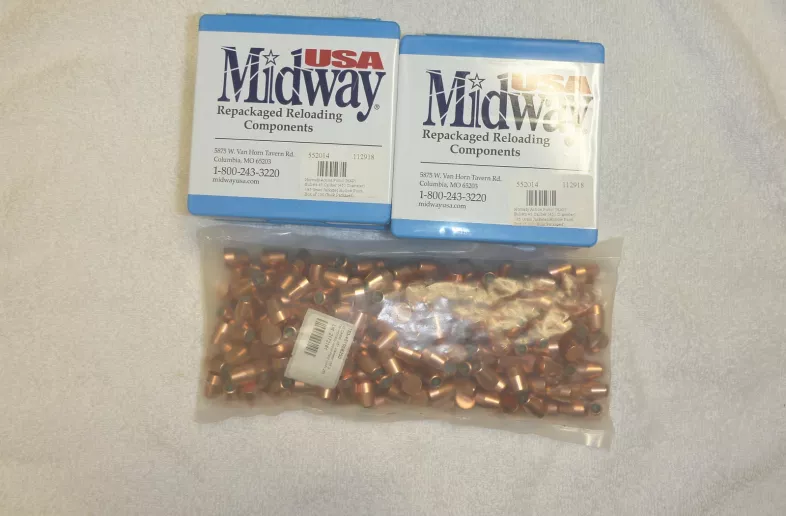 USA
Midway®
Repackaged Reloading
Components
5875 W. Van Horn Tavern Rd.
Columbia, MO 65203
1-800-243-3220
midwayusa.com
552014 112918
USA
Midway
Repackaged Reloading
Components
5875 W. Van Horn Tavern Rd.
Columbia, MO 65203
1-800-243-3220
midwayusa.com
552014 112918